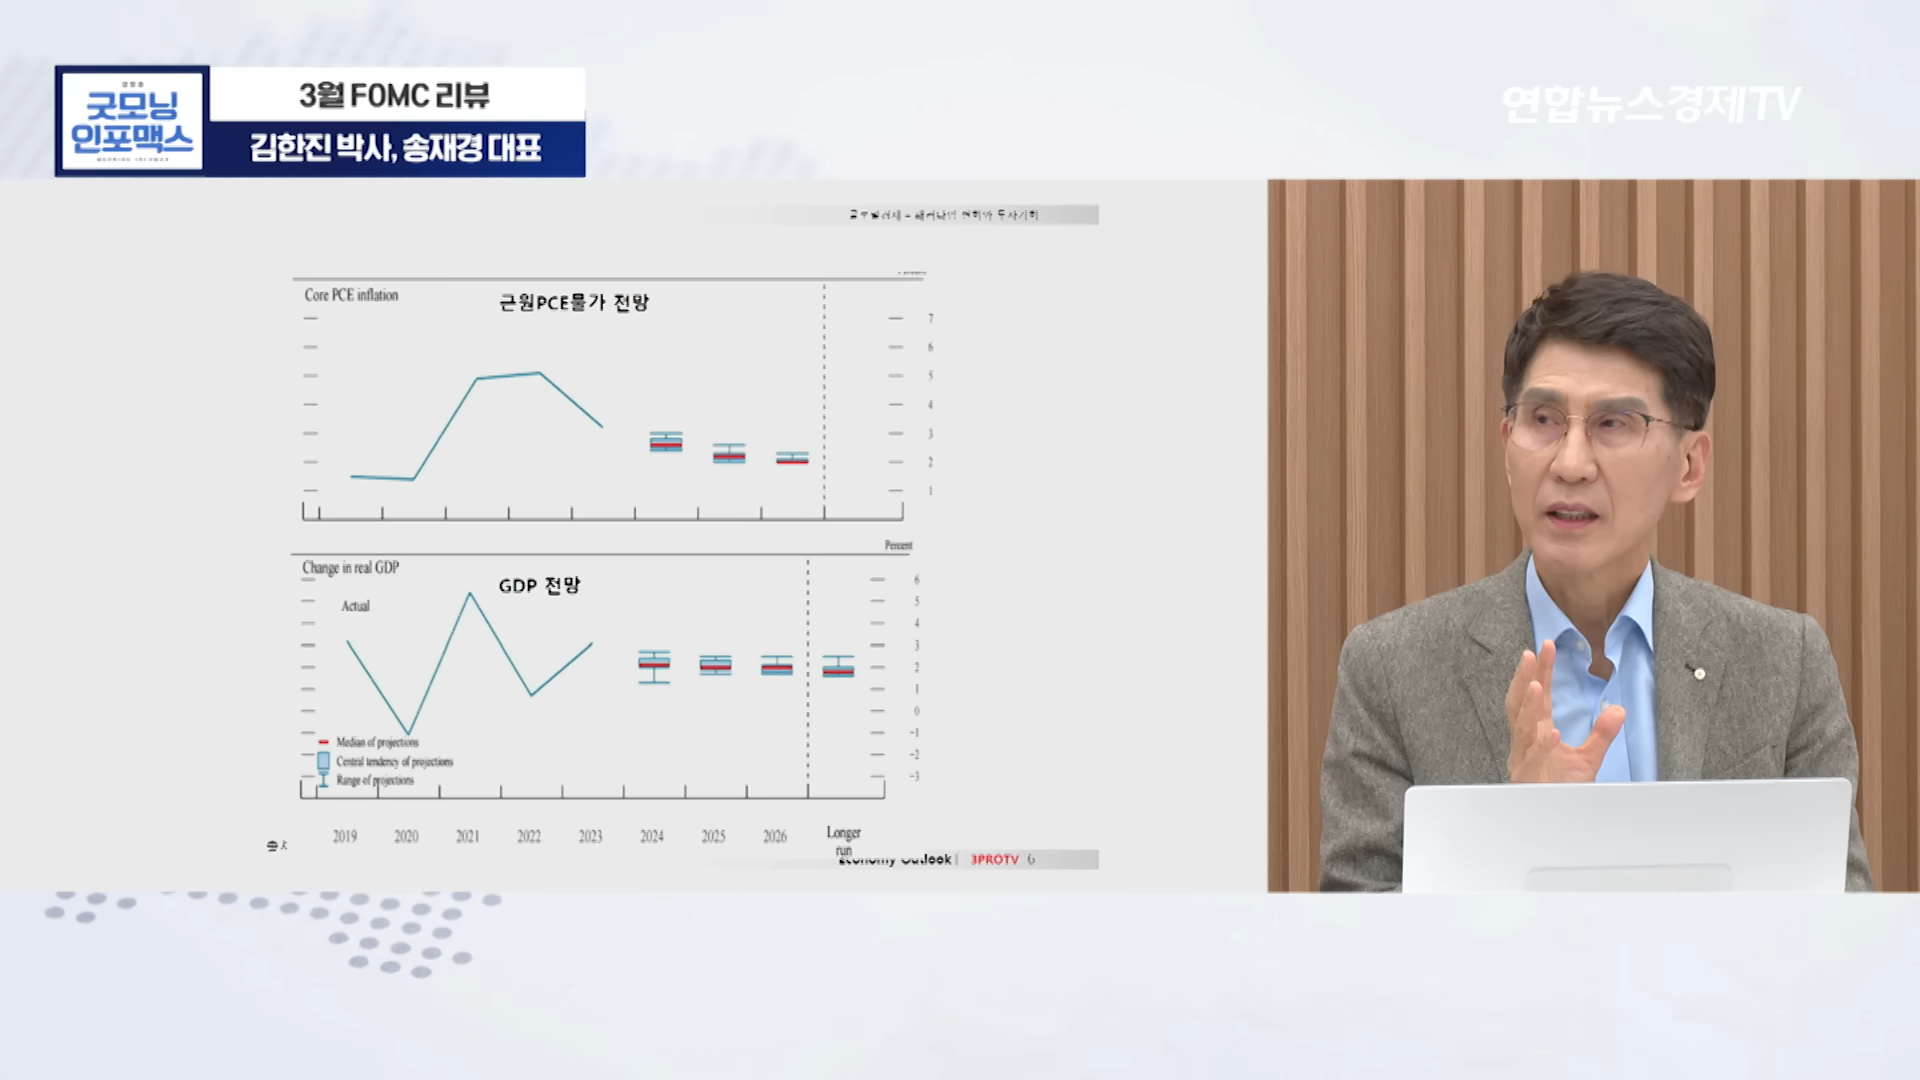 굿모닝
인포맥스
3월 FOMC 리뷰
김한진 박사, 송재경 대표
연합뉴스경제TV
Core PCE inflation
근원PCE물가 전망
7
6
5
4
3
2
1
Percent
Change in real GDP
GDP 전망
Actual
6
5
4
3
2
1
0
-1
-2
-3
Median of projections
Central tendency of projections
Range of projections
2019 2020 2021 2022 2023 2024 2025 2026 Longer run
Economy Outlook | 3PROTV 6